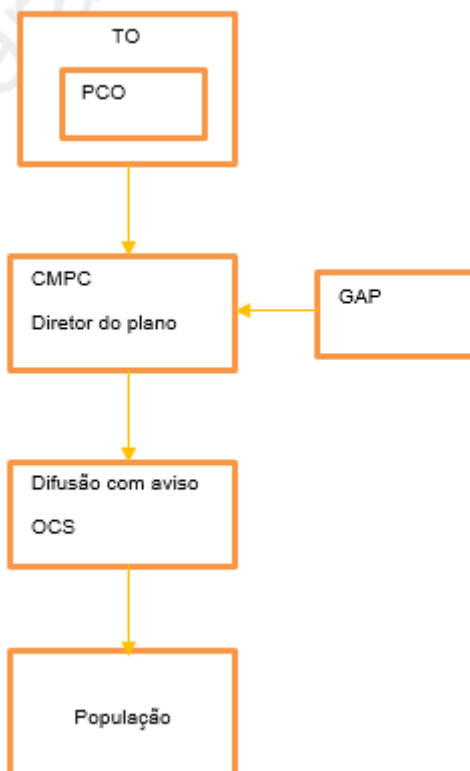 TO
PCO
CMPC
Diretor do plano
GAP
Difusão com aviso
OCS
População